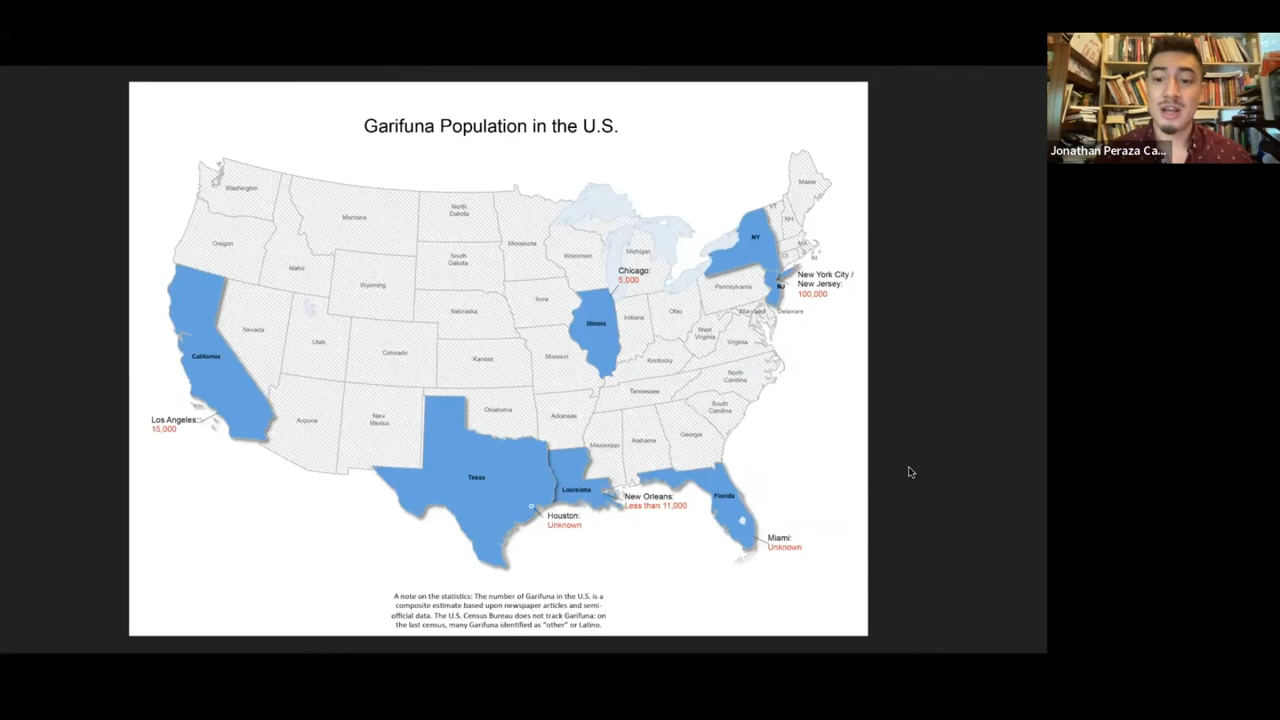 Garifuna Population in the U.S.
Jonathan Peraza Ca...
Washington
Montana
North
Dakota
Minnesota
Maine
VT
NH
NY
MA
RI
CT
Oregon
Idaho
Wyoming
South
Dakota
Wisconsin
Michigan
Chicago:
5,000
New York City /
New Jersey:
100,000
NJ
Pennsylvania
Iowa
Nebraska
Nevada
Utah
Colorado
Kansas
Missouri
Illinois
Indiana
Ohio
West
Virginia
Maryland
Delaware
Virginia
Kentucky
California
Los Angeles:
15,000
Arizona
New
Mexico
Oklahoma
Arkansas
Tennessee
North
Carolina
South
Carolina
Mississippi
Alabama
Georgia
Texas
Louisiana
Florida
New Orleans:
Less than 11,000
Houston:
Unknown
Miami:
Unknown
A note on the statistics: The number of Garifuna in the U.S. is a
composite estimate based upon newspaper articles and semi-
official data. The U.S. Census Bureau does not track Garifuna; on
the last census, many Garifuna identified as "other" or Latino.